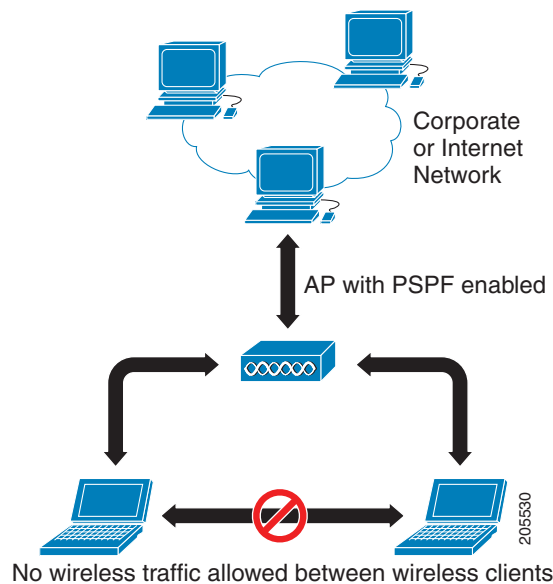 Corporate
or Internet
Network
AP with PSPF enabled
205530
No wireless traffic allowed between wireless clients